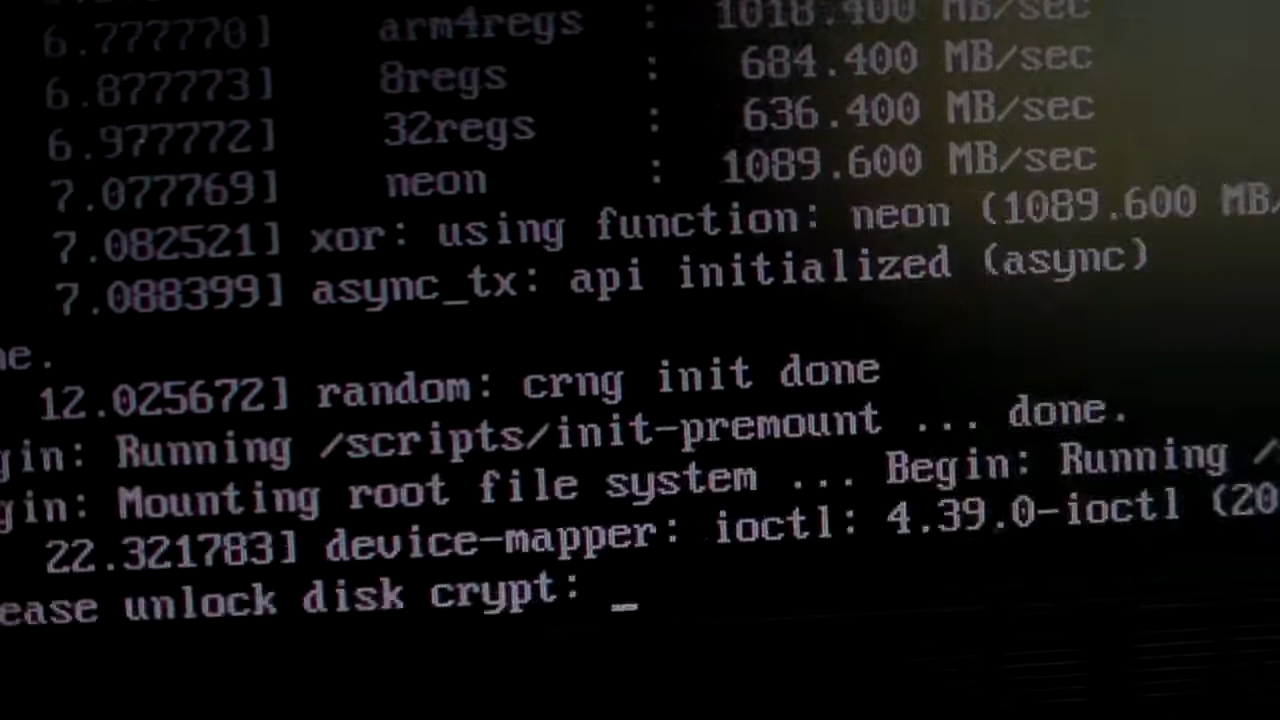 6.777770] arm4regs : 1018.400 MB/sec
6.877773] 8regs : 684.400 MB/sec
6.977772] 32regs : 636.400 MB/sec
7.077769] neon : 1089.600 MB/sec
7.082521] xor: using function: neon (1089.600 MB/
7.088399] async_tx: api initialized (async)
ne.
12.025672] random: crng init done
gin: Running /scripts/init-premount ... done.
gin: Mounting root file system ... Begin: Running /
22.321783] device-mapper: ioctl: 4.39.0-ioctl (20
ease unlock disk crypt: _